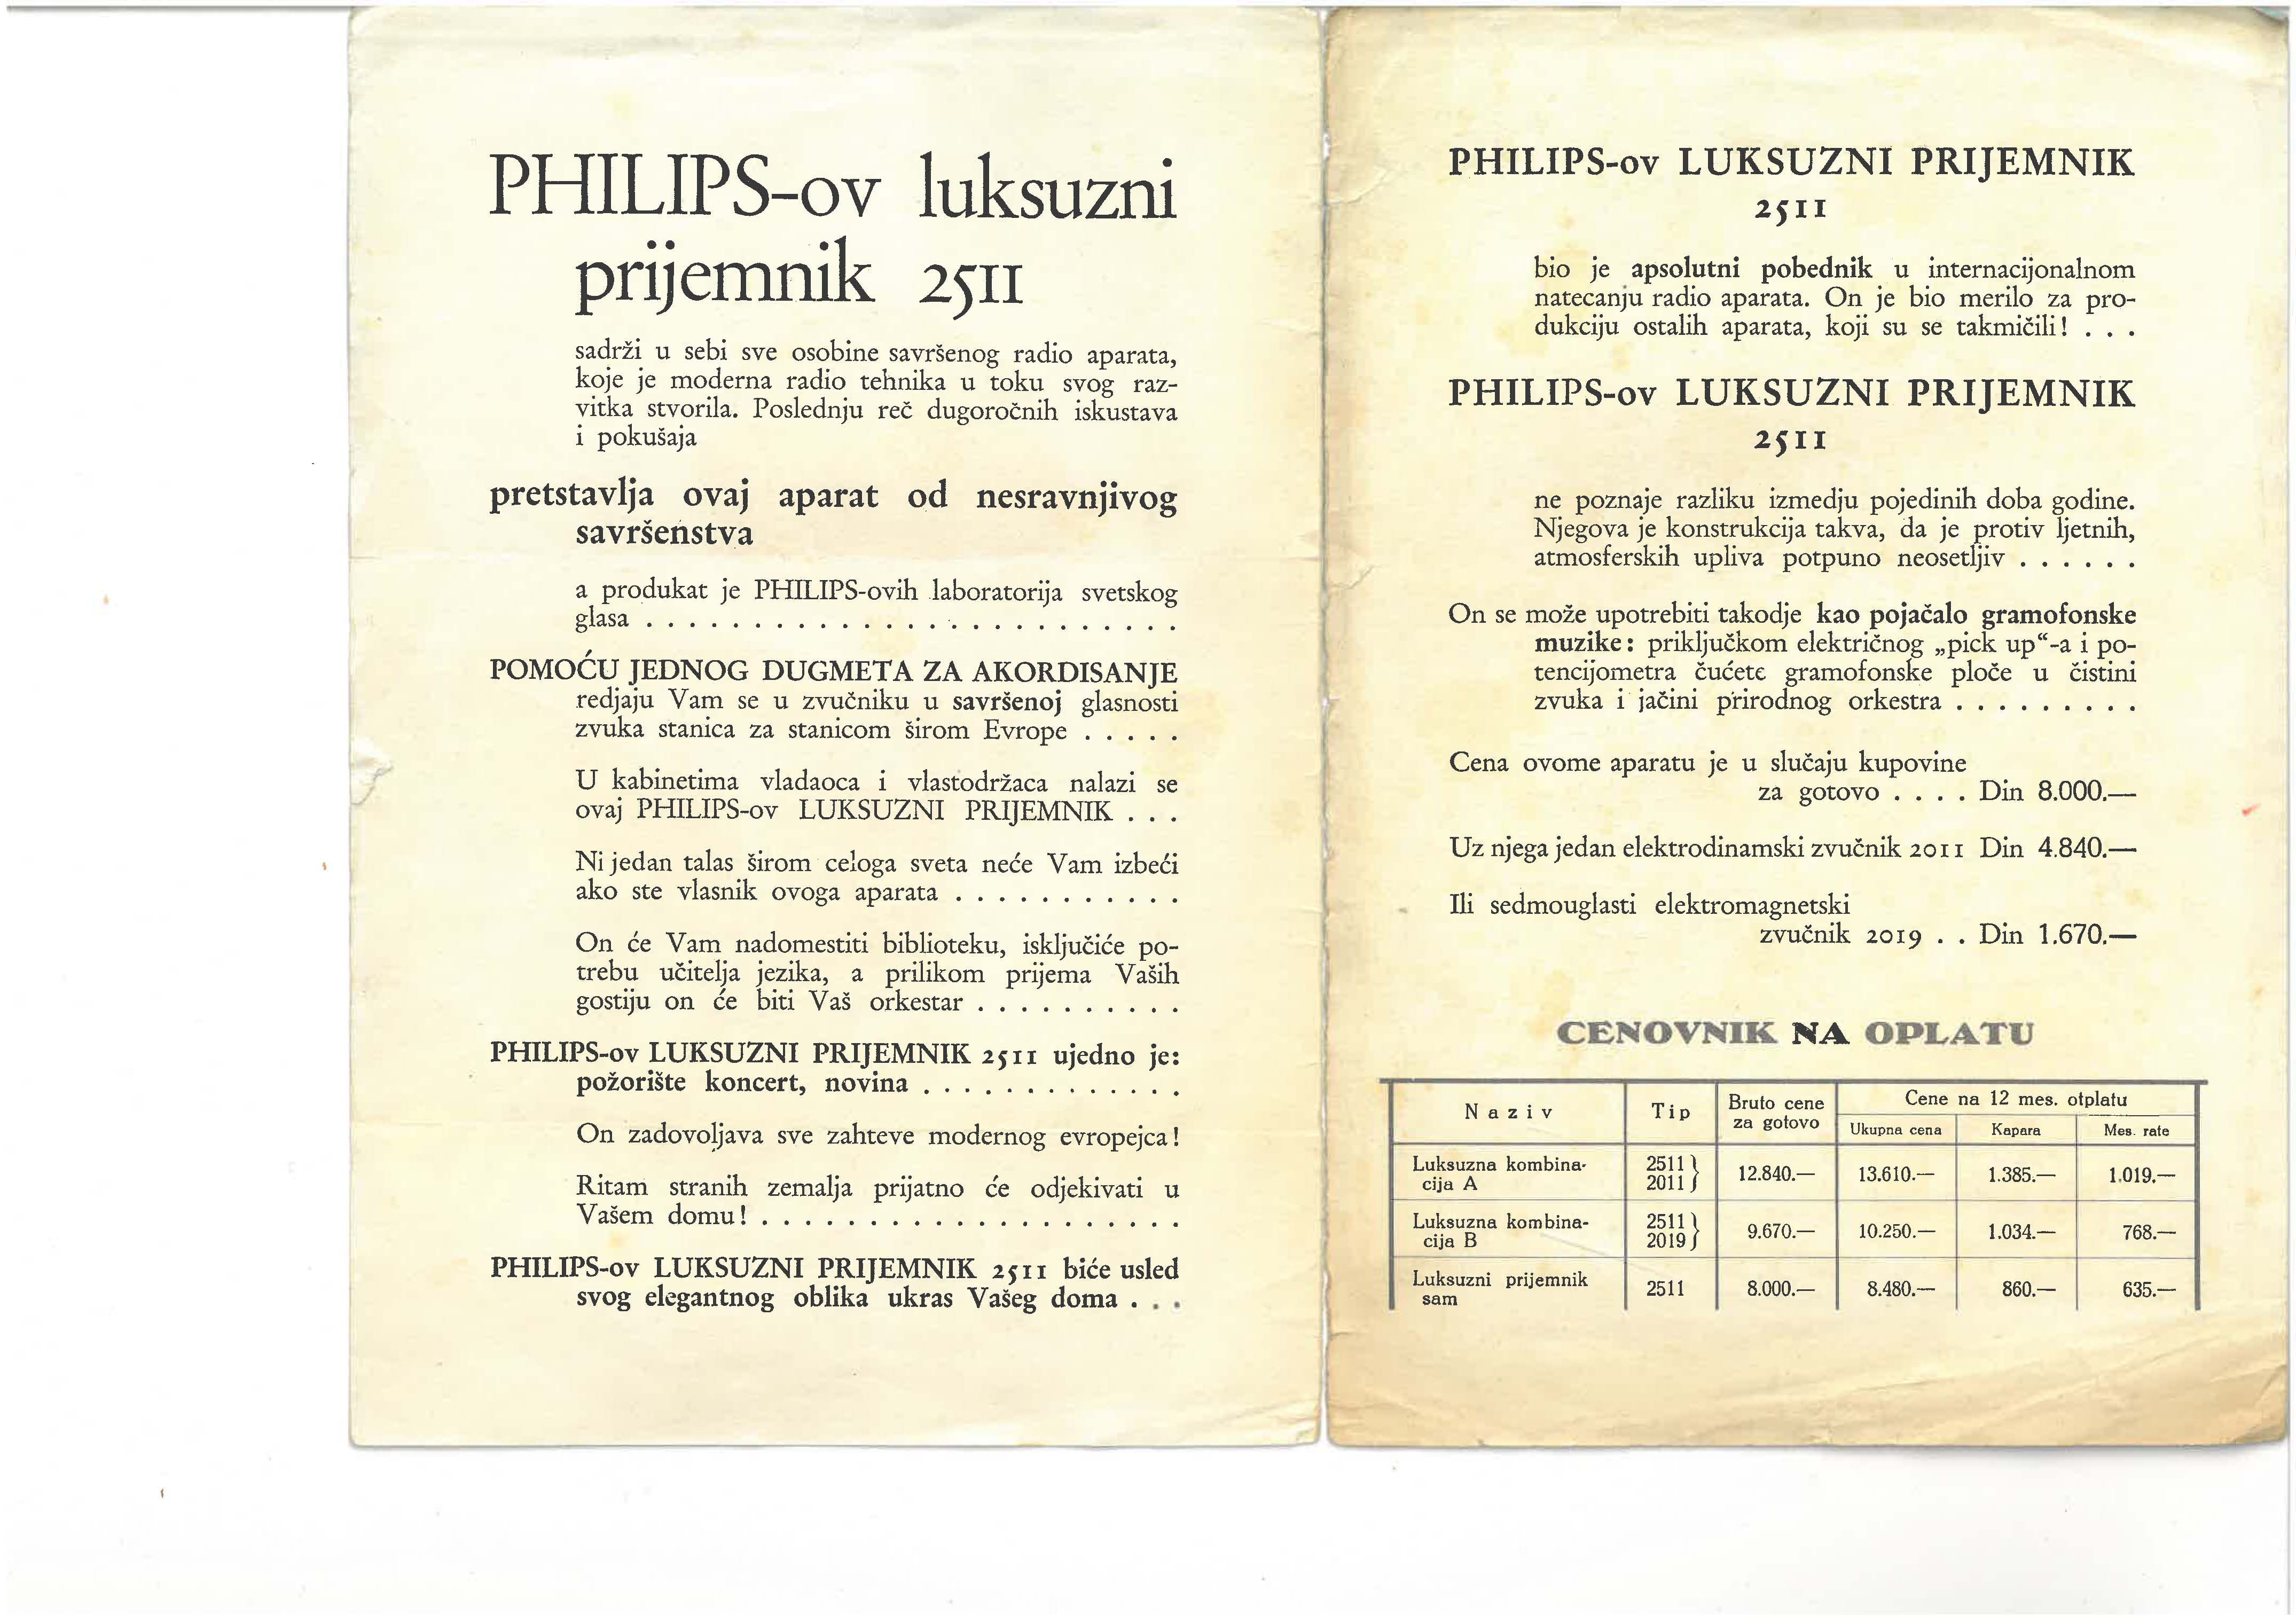 PHILIPS-ov luksuzni
prijemnik 2511
sadrži u sebi sve osobine savršenog radio aparata,
koje je moderna radio tehnika u toku svog raz-
vitka stvorila. Poslednju reč dugoročnih iskustava
i pokušaja
pretstavlja ovaj aparat od nesravnjivog
savršenstva
a produkat je PHILIPS-ovih laboratorija svetskog
glasa . . . . . . . . . . . . . . . . . . . . . . . . .
POMOĆU JEDNOG DUGMETA ZA AKORDISANJE
redjaju Vam se u zvučniku u savršenoj glasnosti
zvuka stanica za stanicom širom Evrope . . . . .
U kabinetima vladaoca i vlastodržaca nalazi se
ovaj PHILIPS-ov LUKSUZNI PRIJEMNIK . . .
Ni jedan talas širom celoga sveta neće Vam izbeći
ako ste vlasnik ovoga aparata . . . . . . . . . . .
On će Vam nadomestiti biblioteku, isključiće po-
trebu učitelja jezika, a prilikom prijema Vaših
gostiju on će biti Vaš orkestar . . . . . . . . . .
PHILIPS-ov LUKSUZNI PRIJEMNIK 2511 ujedno je:
požorište koncert, novina . . . . . . . . . . . . .
On zadovoljava sve zahteve modernog evropejca!
Ritam stranih zemalja prijatno će odjekivati u
Vašem domu! . . . . . . . . . . . . . . . . . . . .
PHILIPS-ov LUKSUZNI PRIJEMNIK 2511 biće usled
svog elegantnog oblika ukras Vašeg doma . . .
PHILIPS-ov LUKSUZNI PRIJEMNIK
2511
bio je apsolutni pobednik u internacijonalnom
natecanju radio aparata. On je bio merilo za pro-
dukciju ostalih aparata, koji su se takmičili! . . .
PHILIPS-ov LUKSUZNI PRIJEMNIK
2511
ne poznaje razliku izmedju pojedinih doba godine.
Njegova je konstrukcija takva, da je protiv ljetnih,
atmosferskih upliva potpuno neosetljiv . . . . . .
On se može upotrebiti takodje kao pojačalo gramofonske
muzike: priključkom električnog „pick up“-a i po-
tencijometra čućete gramofonske ploče u čistini
zvuka i jačini prirodnog orkestra . . . . . . . . .
Cena ovome aparatu je u slučaju kupovine
za gotovo . . . . Din 8.000.—
Uz njega jedan elektrodinamski zvučnik 2011 Din 4.840.—
Ili sedmouglasti elektromagnetski
zvučnik 2019 . . Din 1.670.—
CENOVNIK NA OPLATU
Naziv Tip Bruto cene za gotovo Cene na 12 mes. otplatu
Ukupna cena Kapara Mes. rate
Luksuzna kombina-
cija A 2511 } 2011 } 12.840.— 13.610.— 1.385.— 1.019.—
Luksuzna kombina-
cija B 2511 } 2019 } 9.670.— 10.250.— 1.034.— 768.—
Luksuzni prijemnik
sam 2511 8.000.— 8.480.— 860.— 635.—